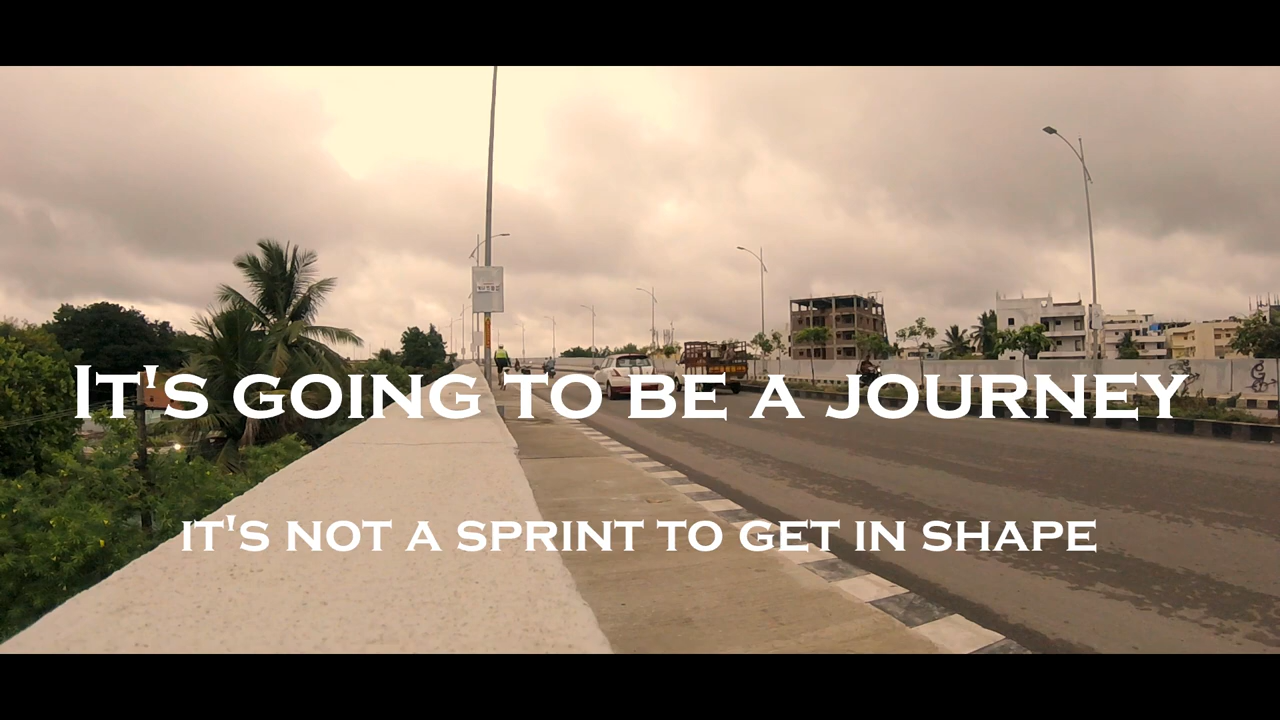 It's going to be a journey
it's not a sprint to get in shape